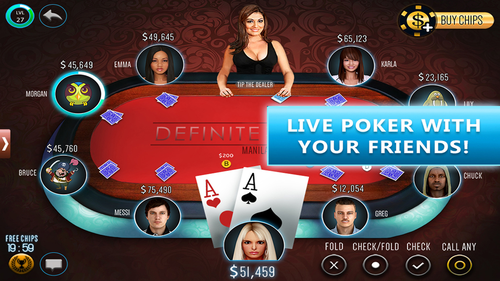 LVL
27
$49,645
EMMA
$65,123
KARLA
BUY CHIPS
$45,649
MORGAN
TIP THE DEALER
$23,165
LILY
DEFINITE
MANILA
LIVE POKER WITH
YOUR FRIENDS!
$45,760
BRUCE
$200
B
$75,490
MESSI
A
A
$12,054
GREG
CHUCK
FREE CHIPS
19:59
$51,459
FOLD
CHECK/FOLD
CHECK
CALL ANY